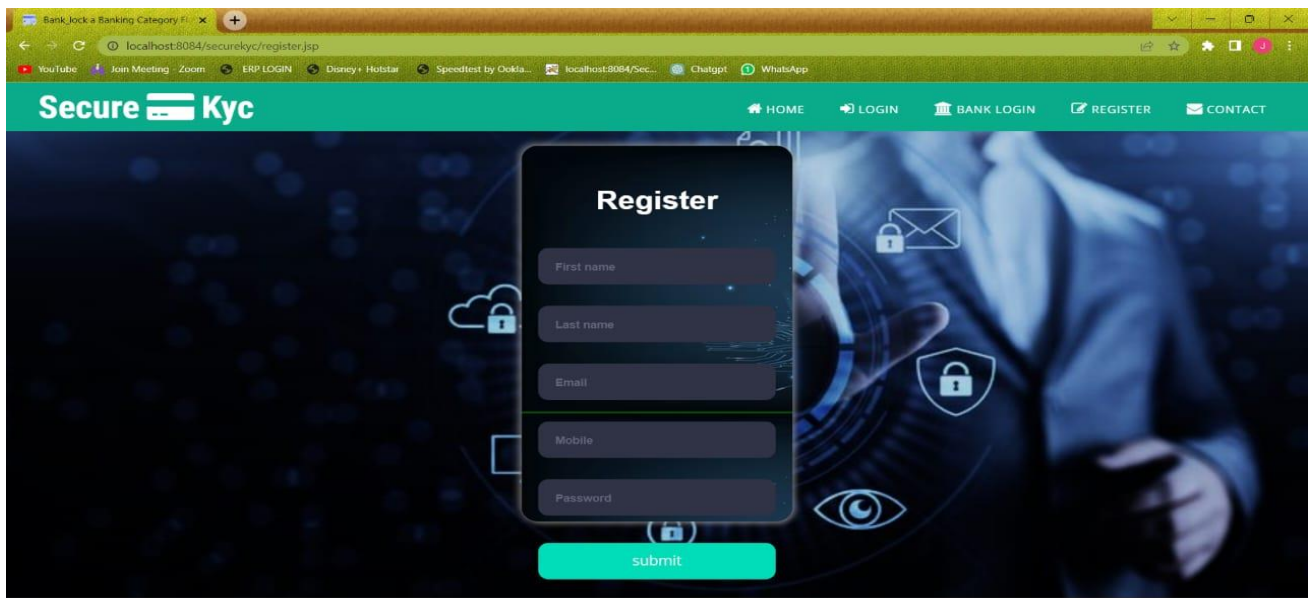 Bank_lock a Banking Category Fl
localhost:8084/securekyc/register.jsp
J
YouTube Join Meeting - Zoom ERP LOGIN Disney+ Hotstar Speedtest by Ookla... localhost:8084/Sec... Chatgpt WhatsApp
Secure Kyc HOME LOGIN BANK LOGIN REGISTER CONTACT
Register
First name
Last name
Email
Mobile
Password
submit